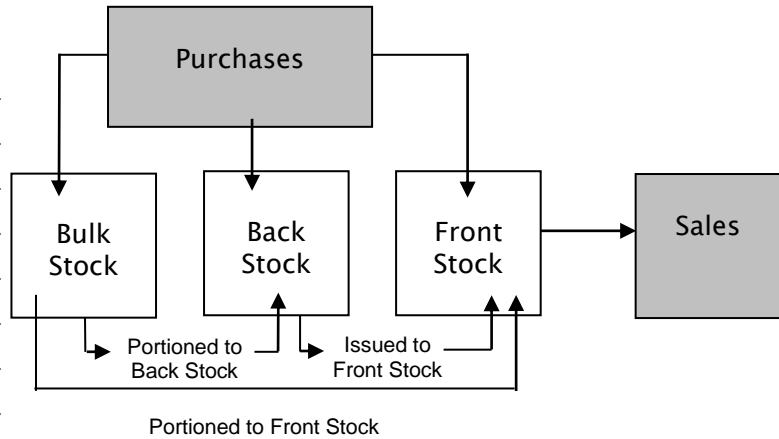 Purchases
Bulk
Stock
Back
Stock
Front
Stock
Sales
Portioned to
Back Stock
Issued to
Front Stock
Portioned to Front Stock